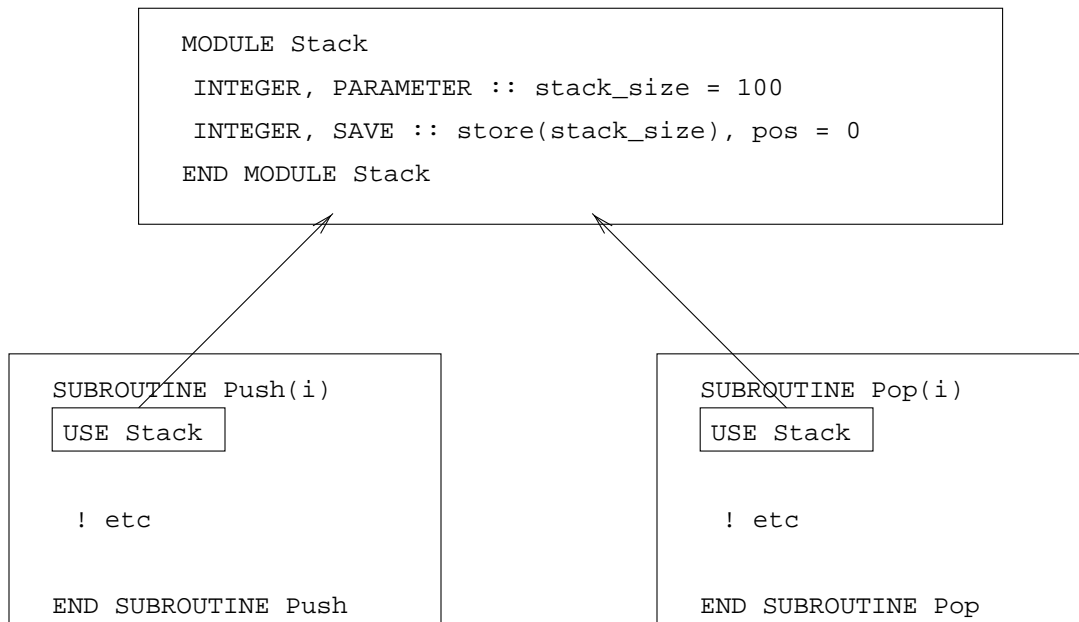 MODULE Stack
INTEGER, PARAMETER :: stack_size = 100
INTEGER, SAVE :: store(stack_size), pos = 0
END MODULE Stack
SUBROUTINE Push(i)
USE Stack
! etc
END SUBROUTINE Push
SUBROUTINE Pop(i)
USE Stack
! etc
END SUBROUTINE Pop